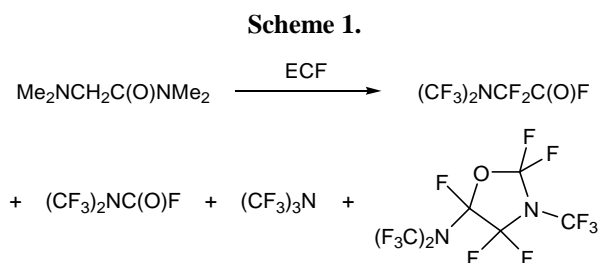 Scheme 1.
Me2NCH2C(O)NMe2 ECF (CF3)2NCF2C(O)F
+ (CF3)2NC(O)F + (CF3)3N +
F F
O F
F N CF3
(F3C)2N
F F